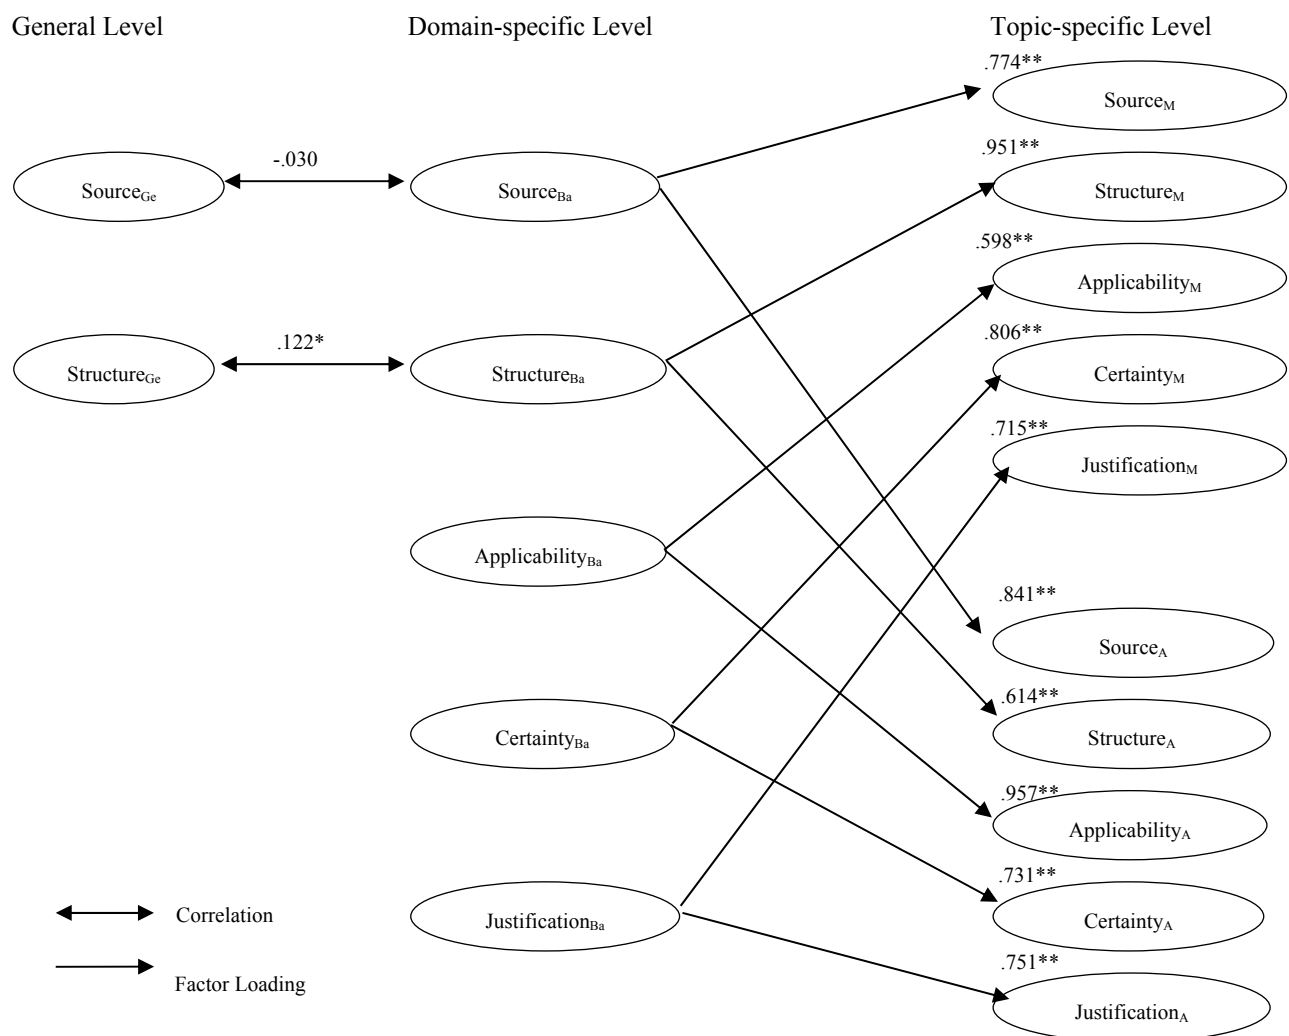 General Level
Domain-specific Level
Topic-specific Level
.774**
SourceM
.951**
-.030
SourceGe
SourceBa
StructureM
.598**
ApplicabilityM
.806**
.122*
StructureGe
StructureBa
CertaintyM
.715**
JustificationM
ApplicabilityBa
.841**
SourceA
.614**
CertaintyBa
StructureA
.957**
ApplicabilityA
.731**
Correlation
JustificationBa
CertaintyA
.751**
Factor Loading
JustificationA